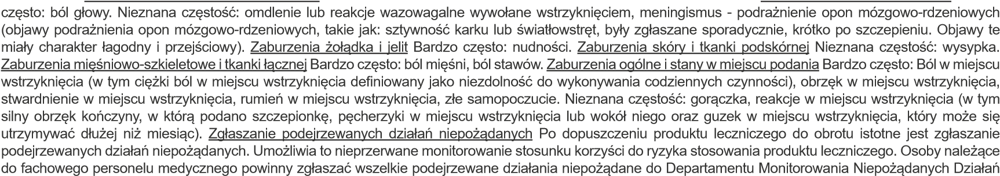 często: ból głowy. Nieznana częstość: omdlenie lub reakcje wazowagalne wywołane wstrzyknięciem, meningismus - podrażnienie opon mózgowo-rdzeniowych
(objawy podrażnienia opon mózgowo-rdzeniowych, takie jak: sztywność karku lub światłowstręt, były zgłaszane sporadycznie, krótko po szczepieniu. Objawy te
miały charakter łagodny i przejściowy). Zaburzenia żołądka i jelit Bardzo często: nudności. Zaburzenia skóry i tkanki podskórnej Nieznana częstość: wysypka.
Zaburzenia mięśniowo-szkieletowe i tkanki łącznej Bardzo często: ból mięśni, ból stawów. Zaburzenia ogólne i stany w miejscu podania Bardzo często: Ból w miejscu
wstrzyknięcia (w tym ciężki ból w miejscu wstrzyknięcia definiowany jako niezdolność do wykonywania codziennych czynności), obrzęk w miejscu wstrzyknięcia,
stwardnienie w miejscu wstrzyknięcia, rumień w miejscu wstrzyknięcia, złe samopoczucie. Nieznana częstość: gorączka, reakcje w miejscu wstrzyknięcia (w tym
silny obrzęk kończyny, w którą podano szczepionkę, pęcherzyki w miejscu wstrzyknięcia lub wokół niego oraz guzek w miejscu wstrzyknięcia, który może się
utrzymywać dłużej niż miesiąc). Zgłaszanie podejrzewanych działań niepożądanych Po dopuszczeniu produktu leczniczego do obrotu istotne jest zgłaszanie
podejrzewanych działań niepożądanych. Umożliwia to nieprzerwane monitorowanie stosunku korzyści do ryzyka stosowania produktu leczniczego. Osoby należące
do fachowego personelu medycznego powinny zgłaszać wszelkie podejrzewane działania niepożądane do Departamentu Monitorowania Niepożądanych Działań